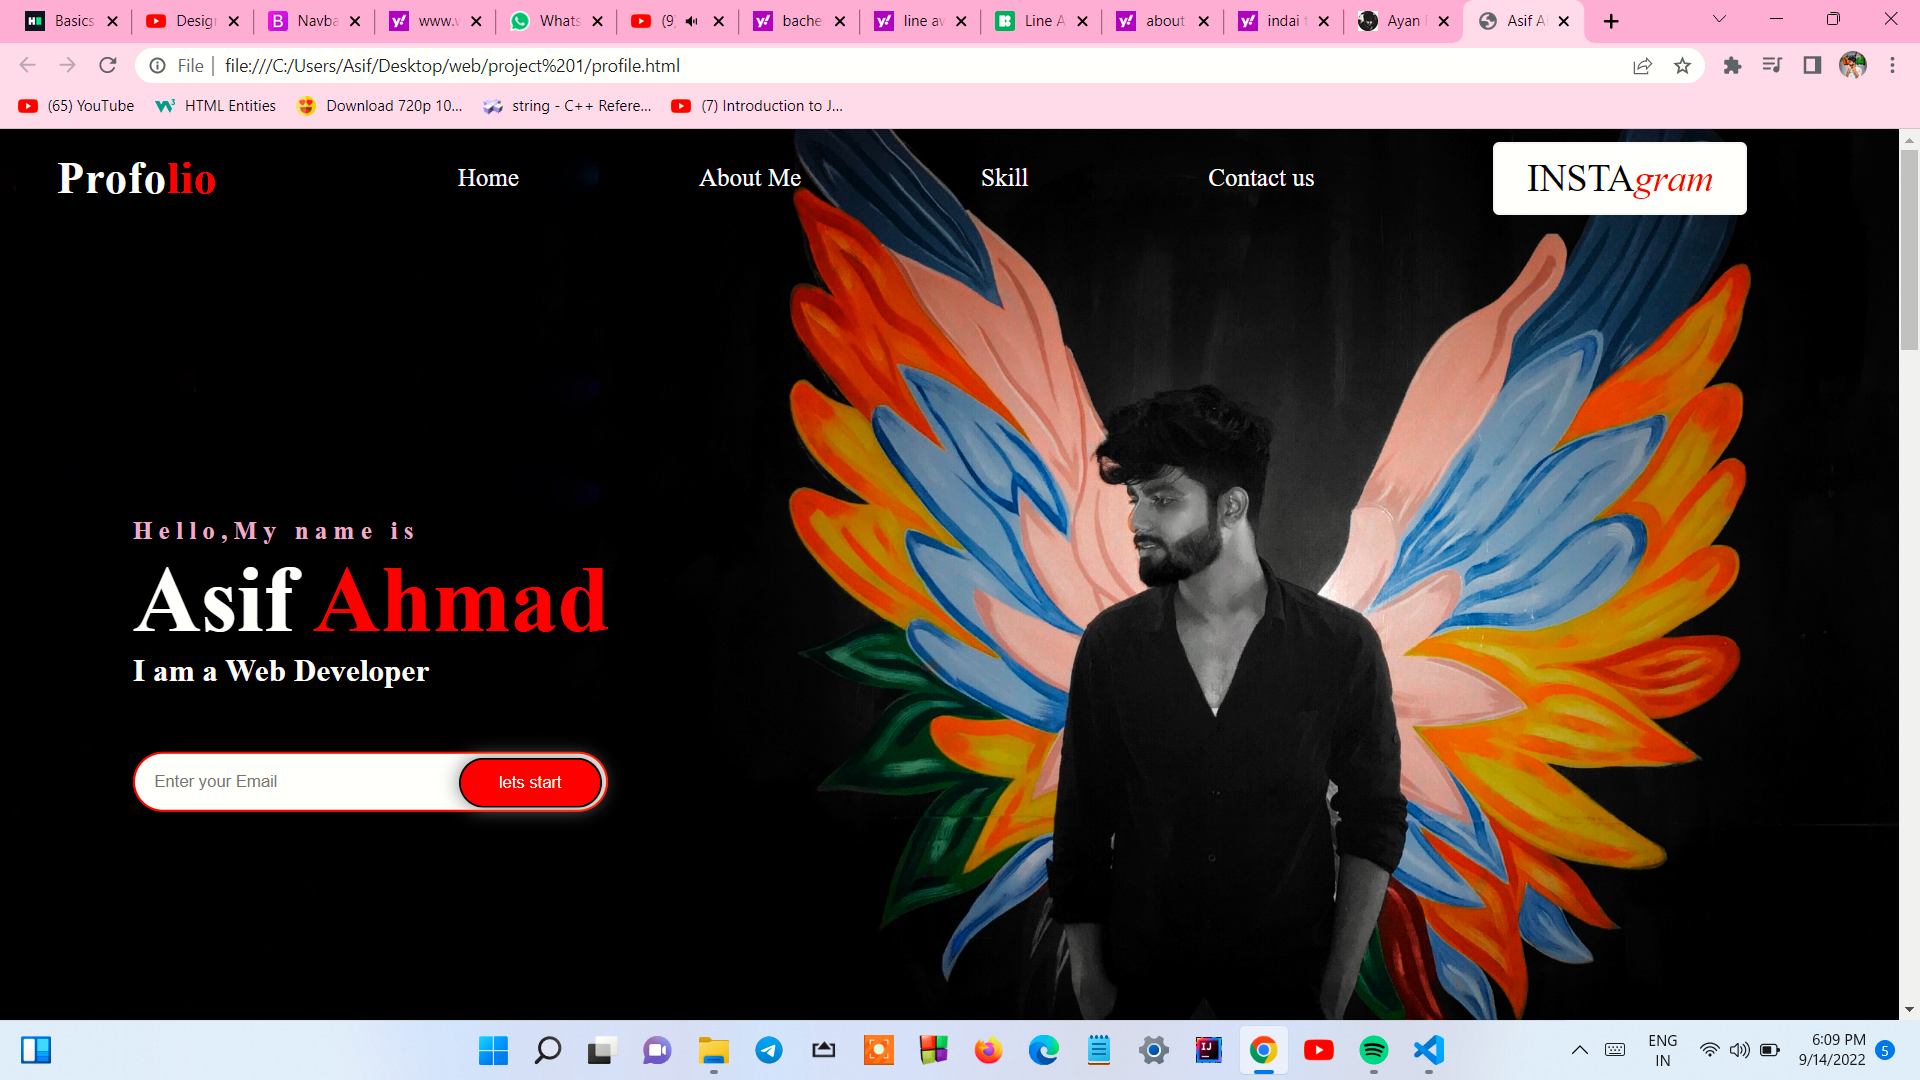 Basics
Design
Navba
www.w
Whats
(9)
bache
line aw
Line A
about
indai t
Ayan
Asif A
File | file:///C:/Users/Asif/Desktop/web/project%201/profile.html
(65) YouTube
HTML Entities
Download 720p 10...
string - C++ Refere...
(7) Introduction to J...
Profolio
Home
About Me
Skill
Contact us
INSTAgram
Hello,My name is
Asif Ahmad
I am a Web Developer
Enter your Email
lets start
ENG
IN
6:09 PM
9/14/2022
5